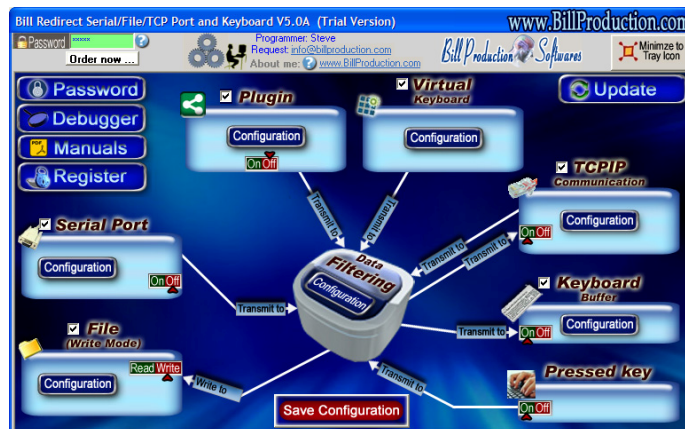 Bill Redirect Serial/File/TCP Port and Keyboard V5.0A (Trial Version)
www.BillProduction.com
Password
xxxxx
Order now ...
Programmer: Steve
Request: info@billproduction.com
About me: www.BillProduction.com
Bill Production Softwares
Minimze to
Tray Icon
Password
Debugger
Manuals
Register
Plugin
Configuration
On Off
Virtual
Keyboard
Configuration
Update
TCPIP
Communication
Configuration
On Off
Serial Port
Configuration
On Off
Transmit to
Transmit to
Transmit to
Transmit to
Data
Filtering
Configuration
Transmit to
Keyboard
Buffer
Configuration
On Off
Transmit to
File
(Write Mode)
Read Write
Configuration
Write to
Transmit to
Pressed key
On Off
Save Configuration